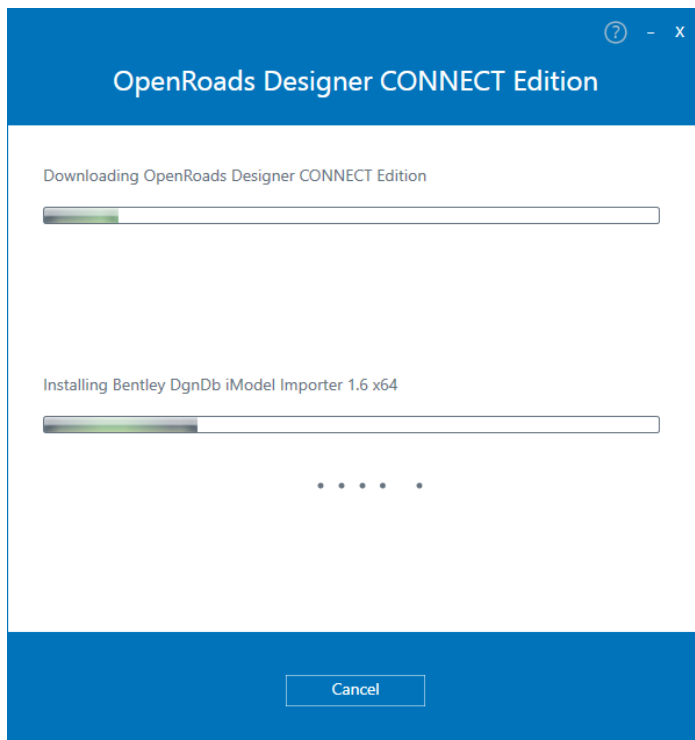 ? – X
OpenRoads Designer CONNECT Edition
Downloading OpenRoads Designer CONNECT Edition
Installing Bentley DgnDb iModel Importer 1.6 x64
Cancel